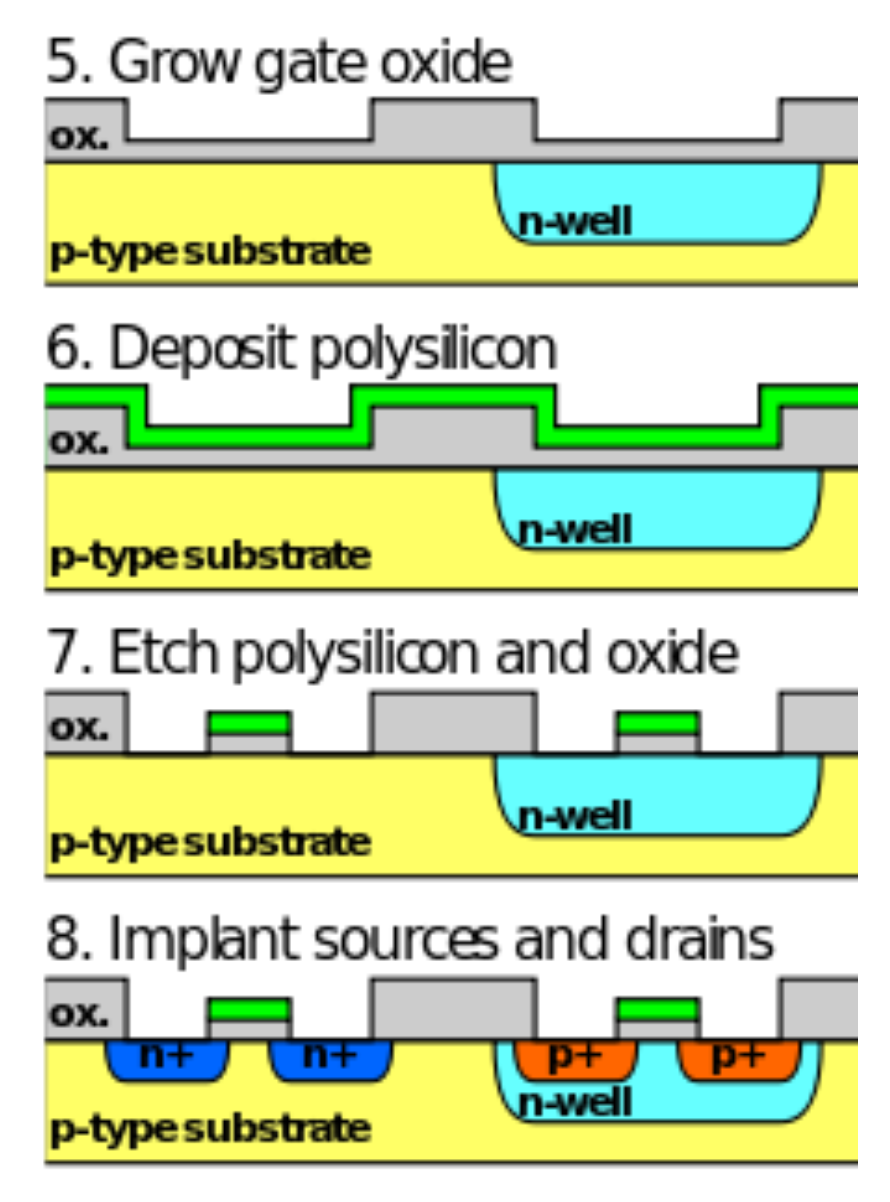 5. Grow gate oxide
ox.
n-well
p-type substrate
6. Deposit polysilicon
ox.
n-well
p-type substrate
7. Etch polysilicon and oxide
ox.
n-well
p-type substrate
8. Implant sources and drains
ox.
n+ n+ p+ p+
n-well
p-type substrate